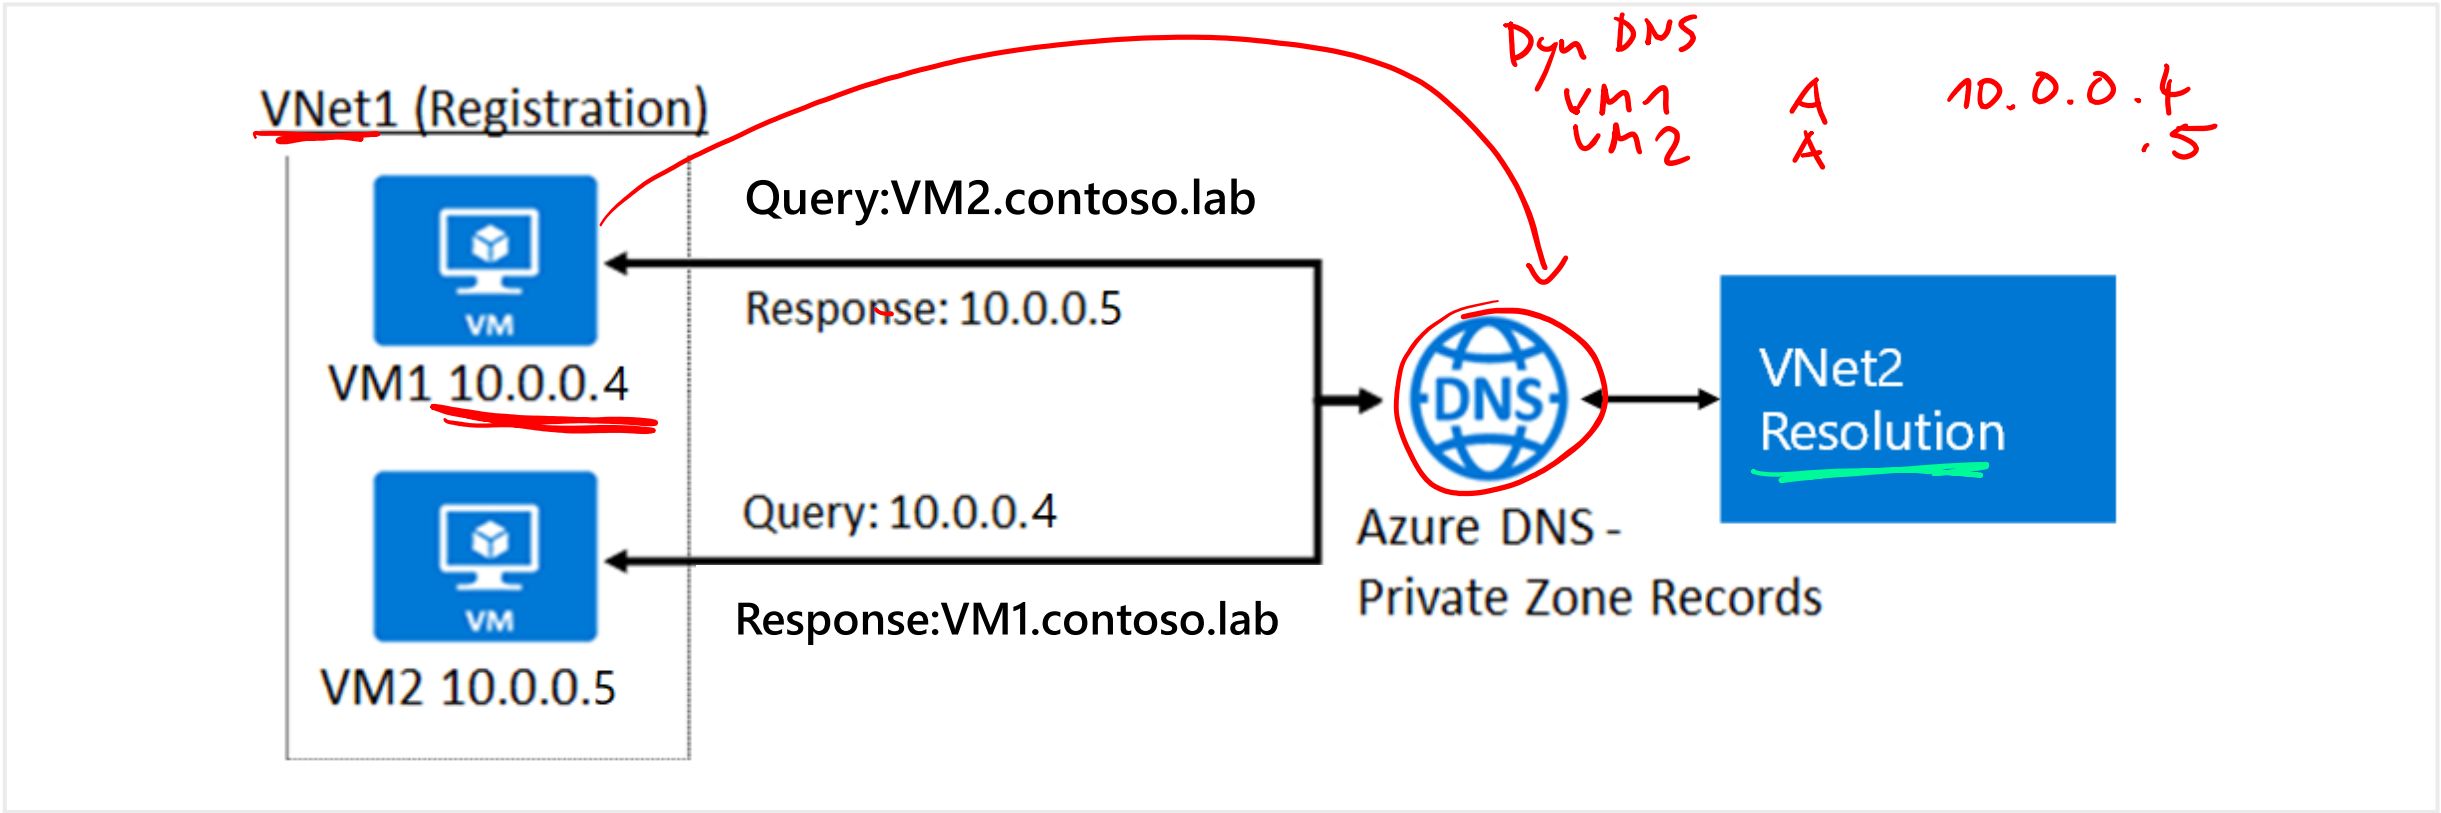 Dyn DNS
VM1 A 10.0.0.4
VM2 A .5
VNet1 (Registration)
VM
VM1 10.0.0.4
VM
VM2 10.0.0.5
Query:VM2.contoso.lab
Response: 10.0.0.5
Query: 10.0.0.4
Response:VM1.contoso.lab
DNS
Azure DNS -
Private Zone Records
VNet2
Resolution